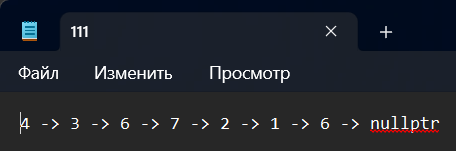 111
Файл Изменить Просмотр
4 -> 3 -> 6 -> 7 -> 2 -> 1 -> 6 -> nullptr